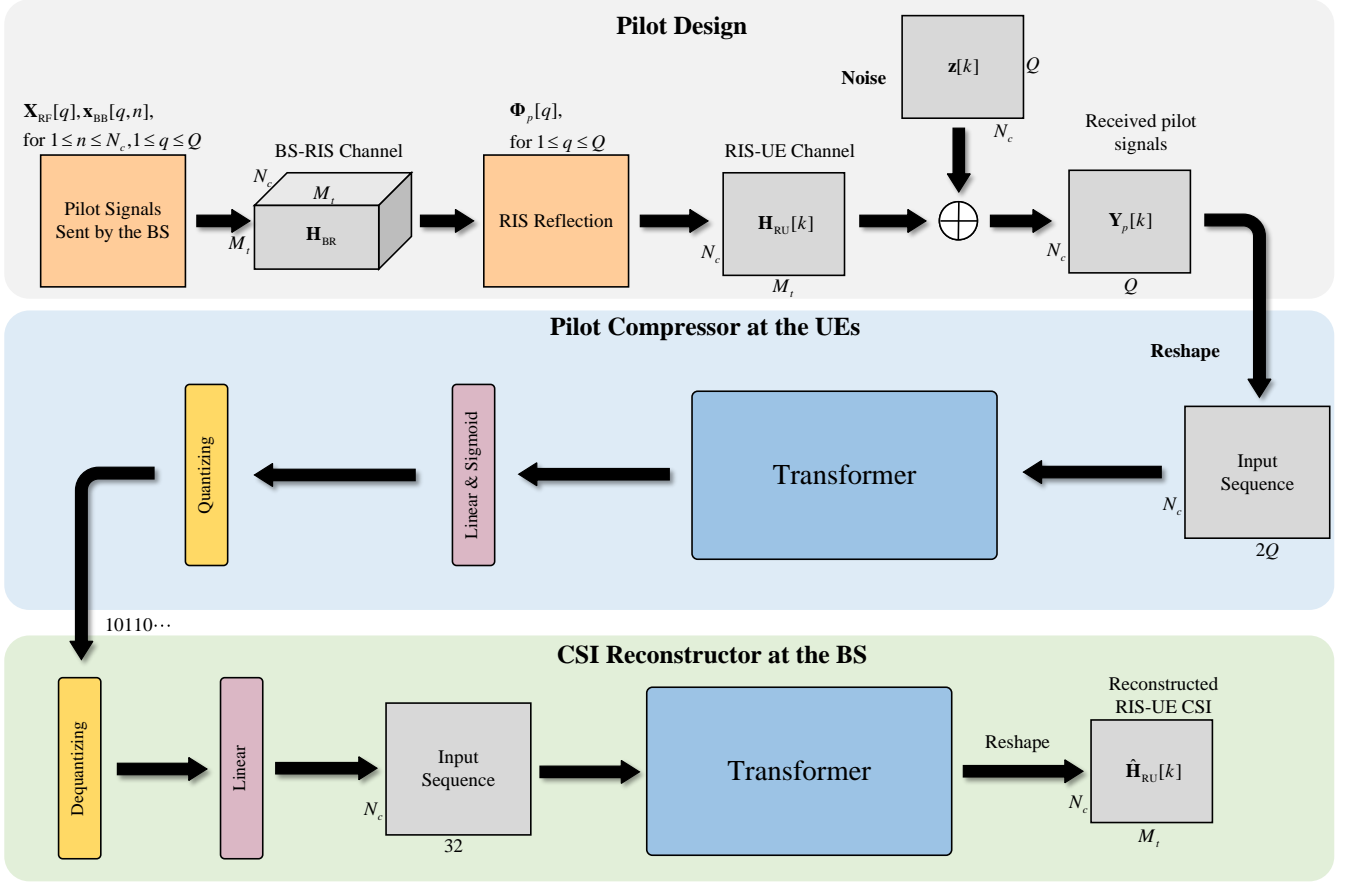 Pilot Design
X_RF[q], x_BB[q,n],
for 1 ≤ n ≤ N_c, 1 ≤ q ≤ Q
Pilot Signals
Sent by the BS
BS-RIS Channel
N_c
M_t
M_t
H_BR
Φ_p[q],
for 1 ≤ q ≤ Q
RIS Reflection
RIS-UE Channel
H_RU[k]
N_c
M_t
Noise
z[k]
Q
N_c
Received pilot
signals
Y_p[k]
N_c
Q
Pilot Compressor at the UEs
Reshape
Input
Sequence
N_c
2Q
Transformer
Linear & Sigmoid
Quantizing
10110⋯
CSI Reconstructor at the BS
Dequantizing
Linear
Input
Sequence
N_c
32
Transformer
Reshape
Reconstructed
RIS-UE CSI
Ĥ_RU[k]
N_c
M_t